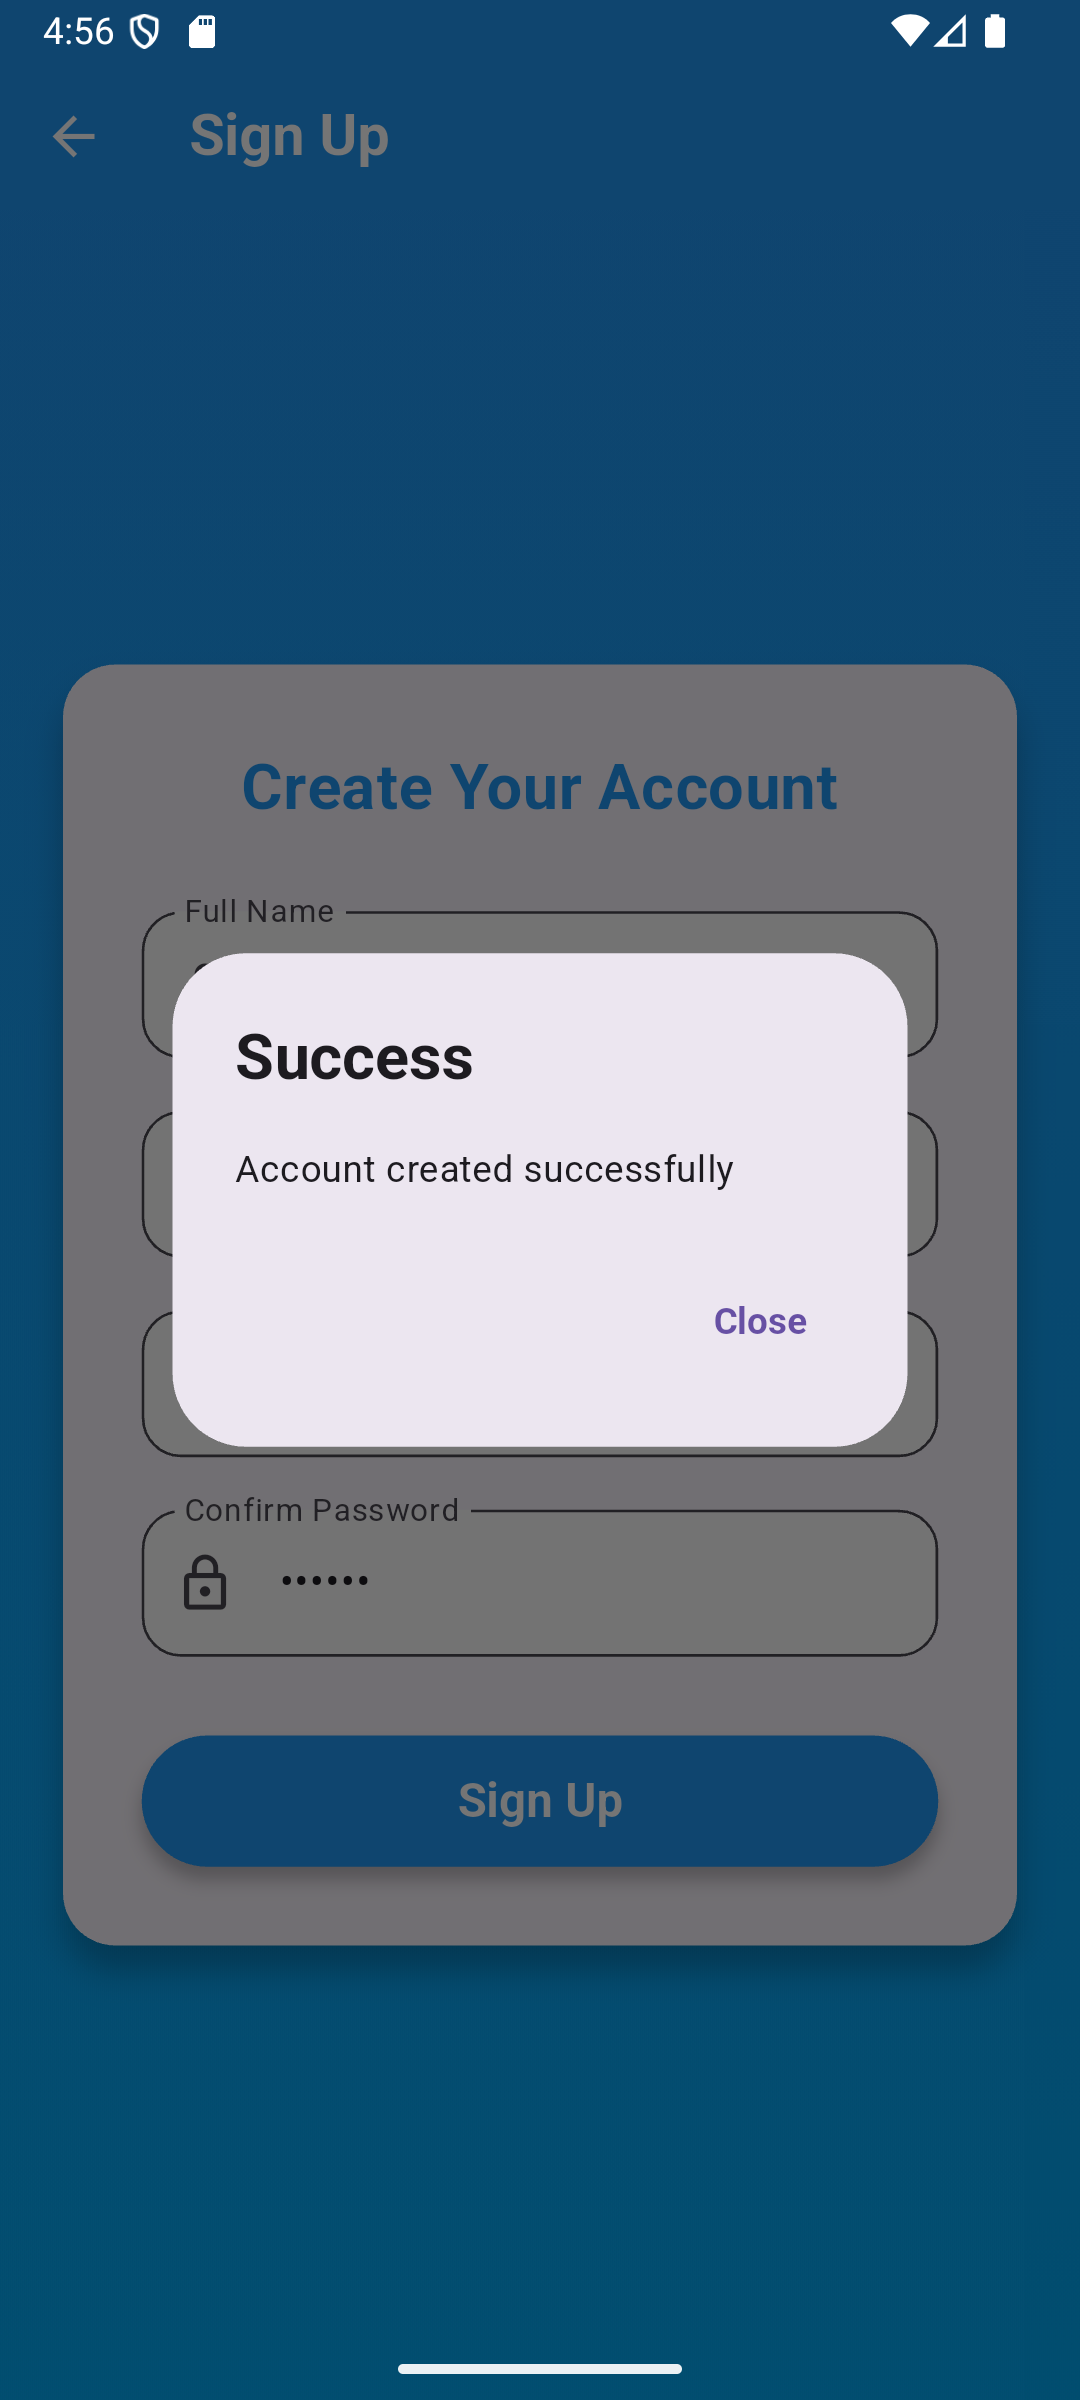 4:56
Sign Up
Create Your Account
Full Name
Success
Account created successfully
Close
Confirm Password
••••••
Sign Up